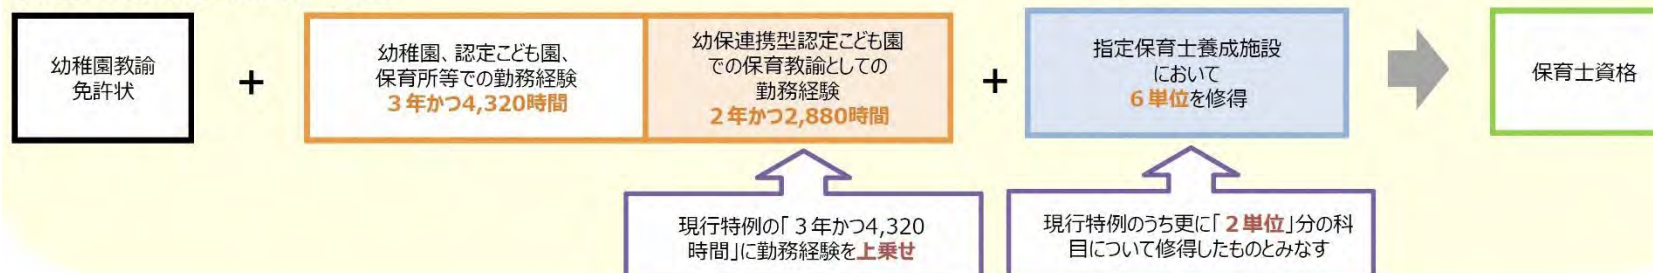 幼稚園教諭
免許状
+
幼稚園、認定こども園、
保育所等での勤務経験
3年かつ4,320時間
幼保連携型認定こども園
での保育教諭としての
勤務経験
2年かつ2,880時間
+
指定保育士養成施設
において
6単位を修得
保育士資格
現行特例の「3年かつ4,320
時間」に勤務経験を上乗せ
現行特例のうち更に「2単位」分の科
目について修得したものとみなす